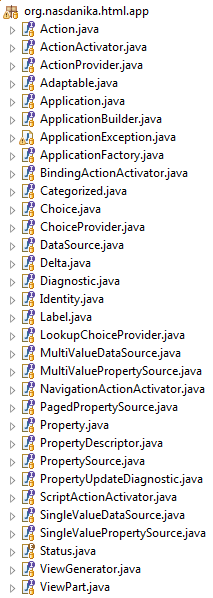 org.nasdanika.html.app
Action.java
ActionActivator.java
ActionProvider.java
Adaptable.java
Application.java
ApplicationBuilder.java
ApplicationException.java
ApplicationFactory.java
BindingActionActivator.java
Categorized.java
Choice.java
ChoiceProvider.java
DataSource.java
Delta.java
Diagnostic.java
Identity.java
Label.java
LookupChoiceProvider.java
MultiValueDataSource.java
MultiValuePropertySource.java
NavigationActionActivator.java
PagedPropertySource.java
Property.java
PropertyDescriptor.java
PropertySource.java
PropertyUpdateDiagnostic.java
ScriptActionActivator.java
SingleValueDataSource.java
SingleValuePropertySource.java
Status.java
ViewGenerator.java
ViewPart.java